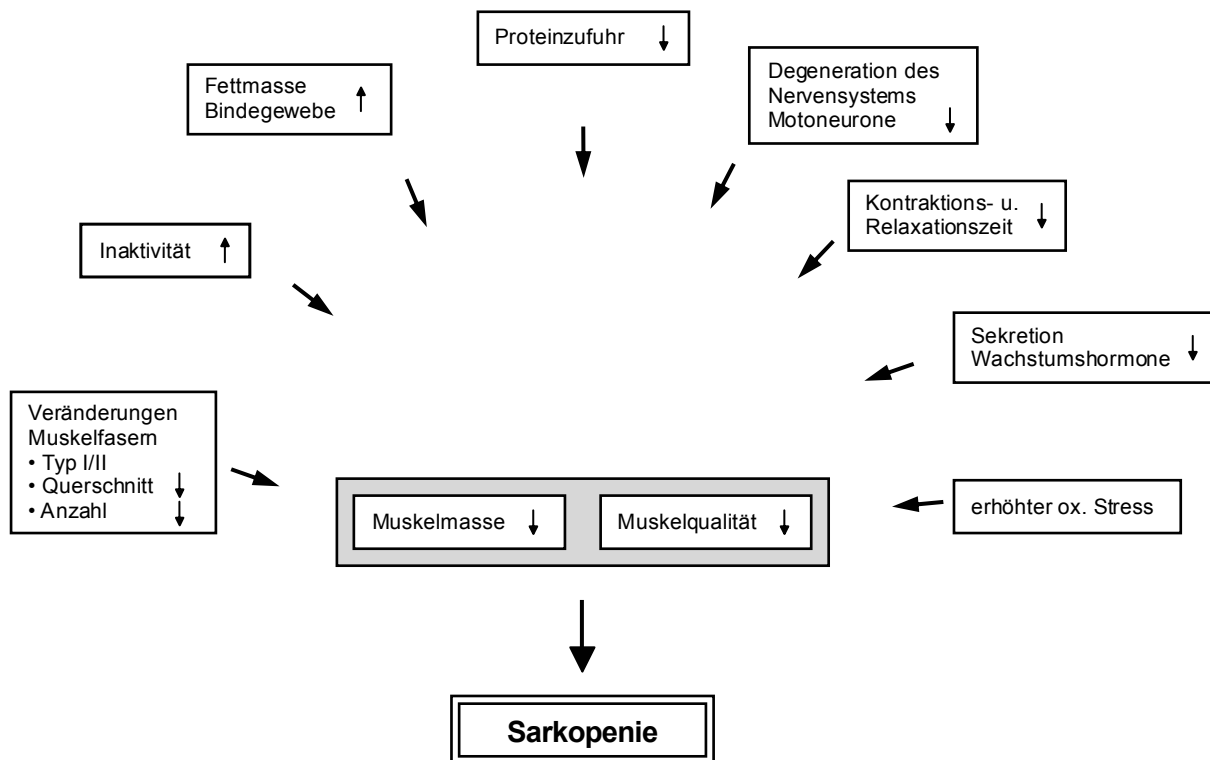 Proteinzufuhr ↓
Fettmasse
Bindegewebe ↑
Degeneration des
Nervensystems
Motoneurone ↓
Kontraktions- u.
Relaxationszeit ↓
Inaktivität ↑
Sekretion
Wachstumshormone ↓
Veränderungen
Muskelfasern
• Typ I/II
• Querschnitt ↓
• Anzahl ↓
erhöhter ox. Stress
Muskelmasse ↓
Muskelqualität ↓
Sarkopenie